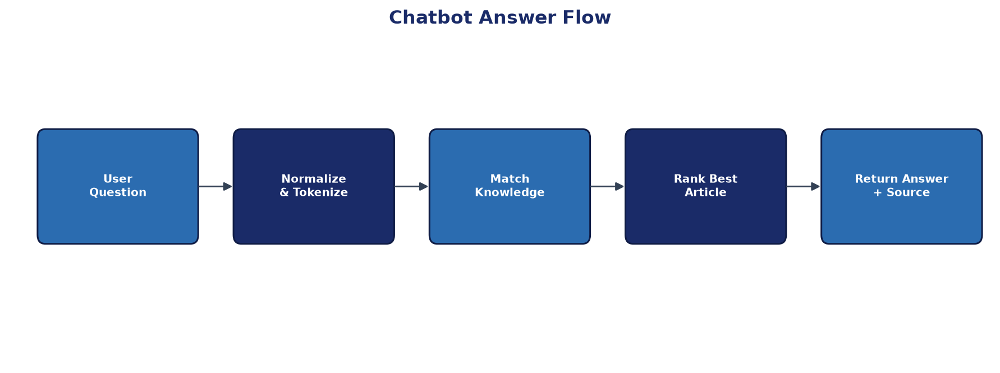 Chatbot Answer Flow
User
Question
Normalize
& Tokenize
Match
Knowledge
Rank Best
Article
Return Answer
+ Source